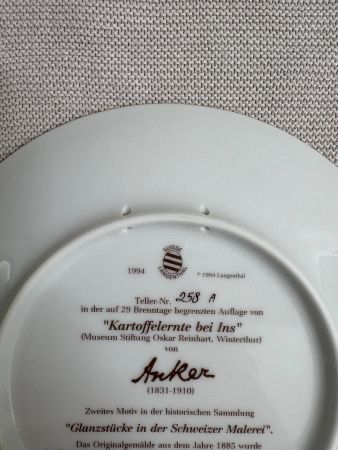 SUISSE
LANGENTHAL
1994
© 1994 Langenthal
Teller-Nr. 258 A
in der auf 29 Brenntage begrenzten Auflage von
"Kartoffelernte bei Ins"
(Museum Stiftung Oskar Reinhart, Winterthur)
von
Anker
(1831-1910)
Zweites Motiv in der historischen Sammlung
"Glanzstücke in der Schweizer Malerei".
Das Originalgemälde aus dem Jahre 1885 wurde